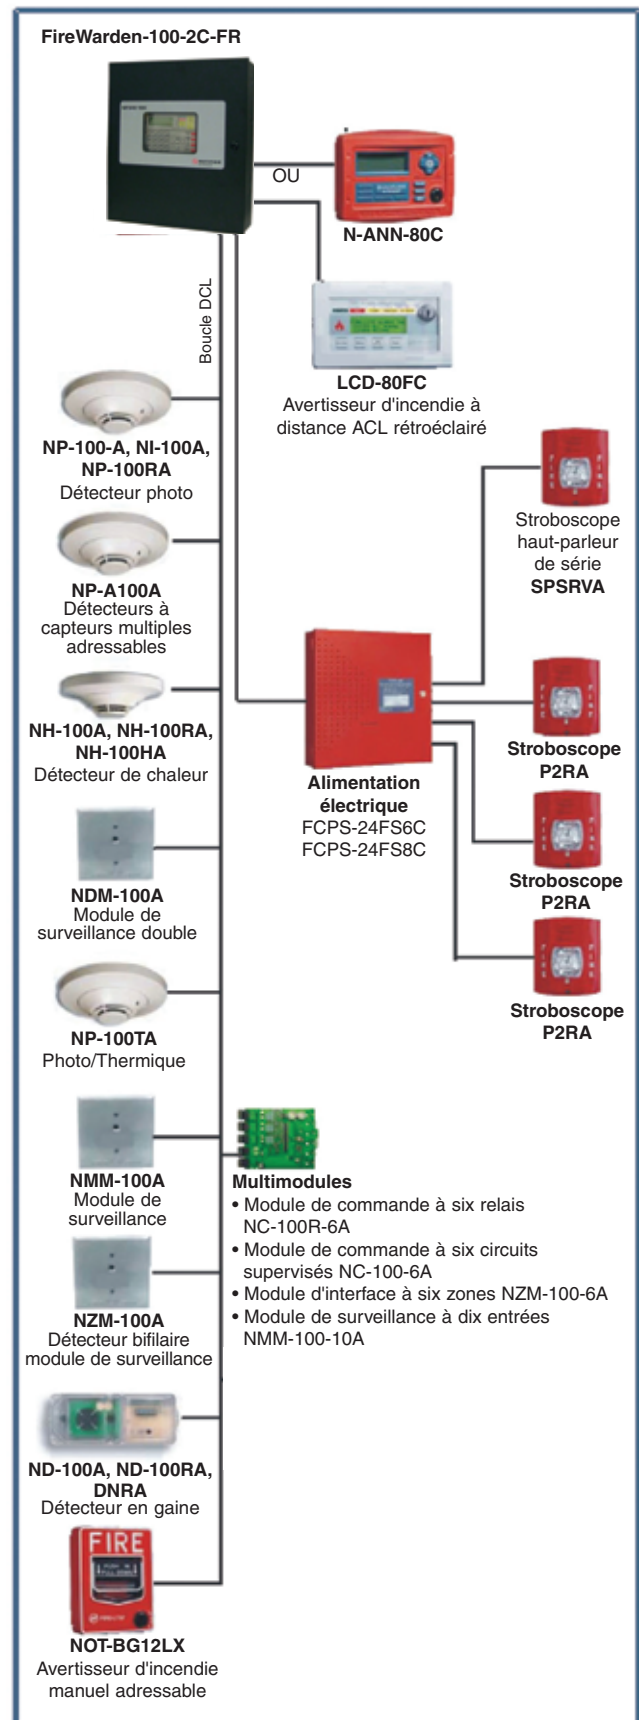 FireWarden-100-2C-FR
OU
N-ANN-80C
Boucle DCL
LCD-80FC
Avertisseur d'incendie à
distance ACL rétroéclairé
NP-100-A, NI-100A,
NP-100RA
Détecteur photo
Stroboscope
haut-parleur
de série
SPSRVA
NP-A100A
Détecteurs à
capteurs multiples
adressables
NH-100A, NH-100RA,
NH-100HA
Détecteur de chaleur
Alimentation
électrique
FCPS-24FS6C
FCPS-24FS8C
Stroboscope
P2RA
Stroboscope
P2RA
Stroboscope
P2RA
NDM-100A
Module de
surveillance double
NP-100TA
Photo/Thermique
NMM-100A
Module de
surveillance
Multimodules
• Module de commande à six relais
NC-100R-6A
• Module de commande à six circuits
supervisés NC-100-6A
• Module d'interface à six zones NZM-100-6A
• Module de surveillance à dix entrées
NMM-100-10A
NZM-100A
Détecteur bifilaire
module de surveillance
ND-100A, ND-100RA,
DNRA
Détecteur en gaine
FIRE
NOT-BG12LX
Avertisseur d'incendie
manuel adressable